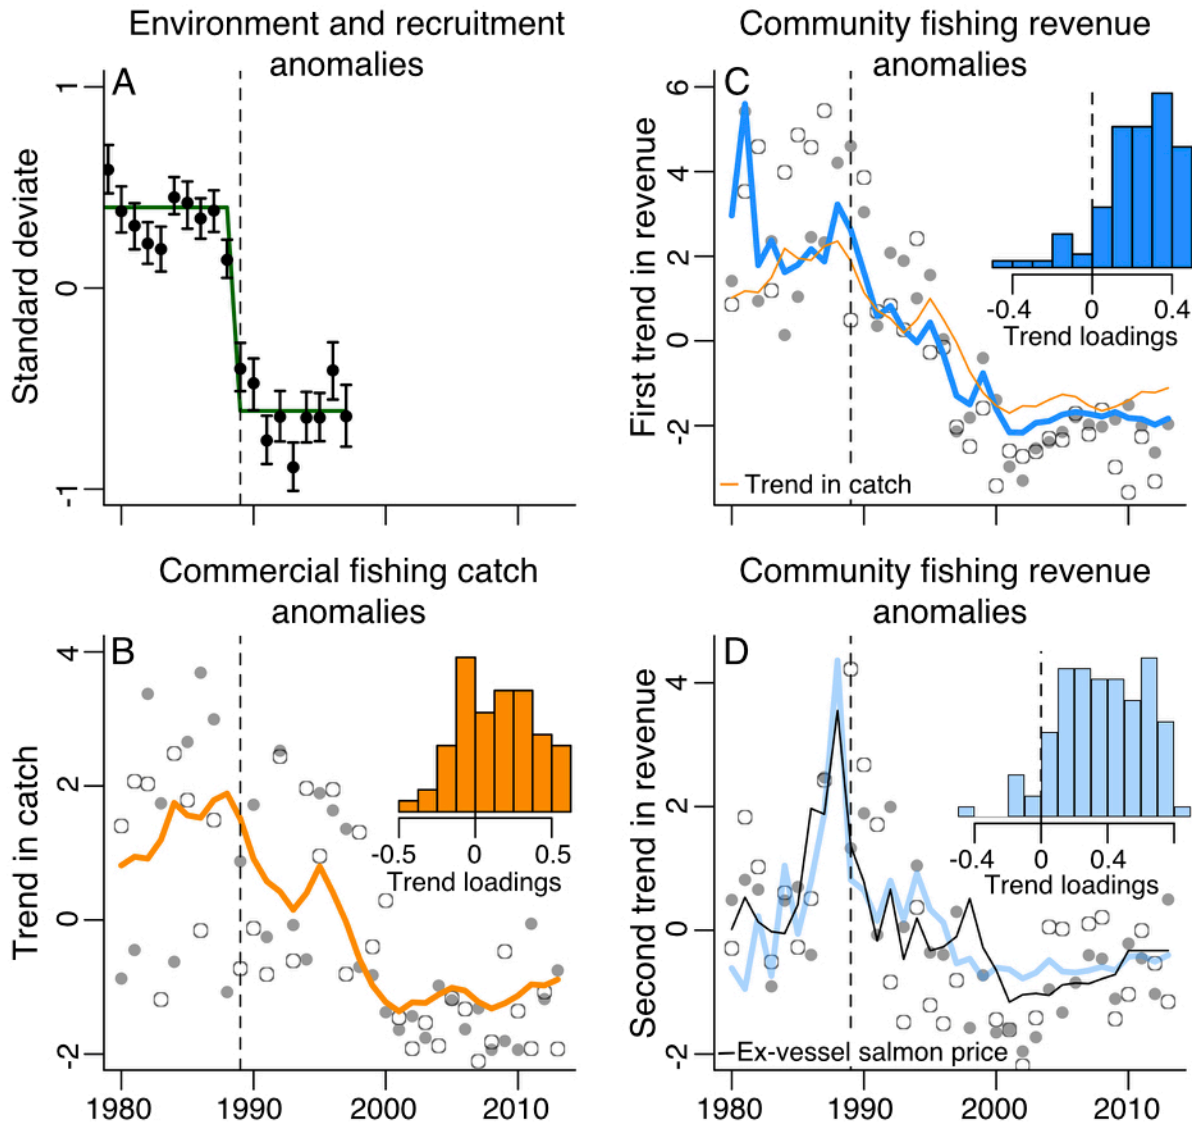 Environment and recruitment
anomalies
A
Standard deviate
1
0
-1
Community fishing revenue
anomalies
C
First trend in revenue
6
4
2
0
-2
-0.4 0 0.4
Trend loadings
Trend in catch
Commercial fishing catch
anomalies
B
Trend in catch
4
2
0
-2
-0.5 0 0.5
Trend loadings
1980 1990 2000 2010
Community fishing revenue
anomalies
D
Second trend in revenue
4
2
0
-2
-0.4 0 0.4
Trend loadings
Ex-vessel salmon price
1980 1990 2000 2010